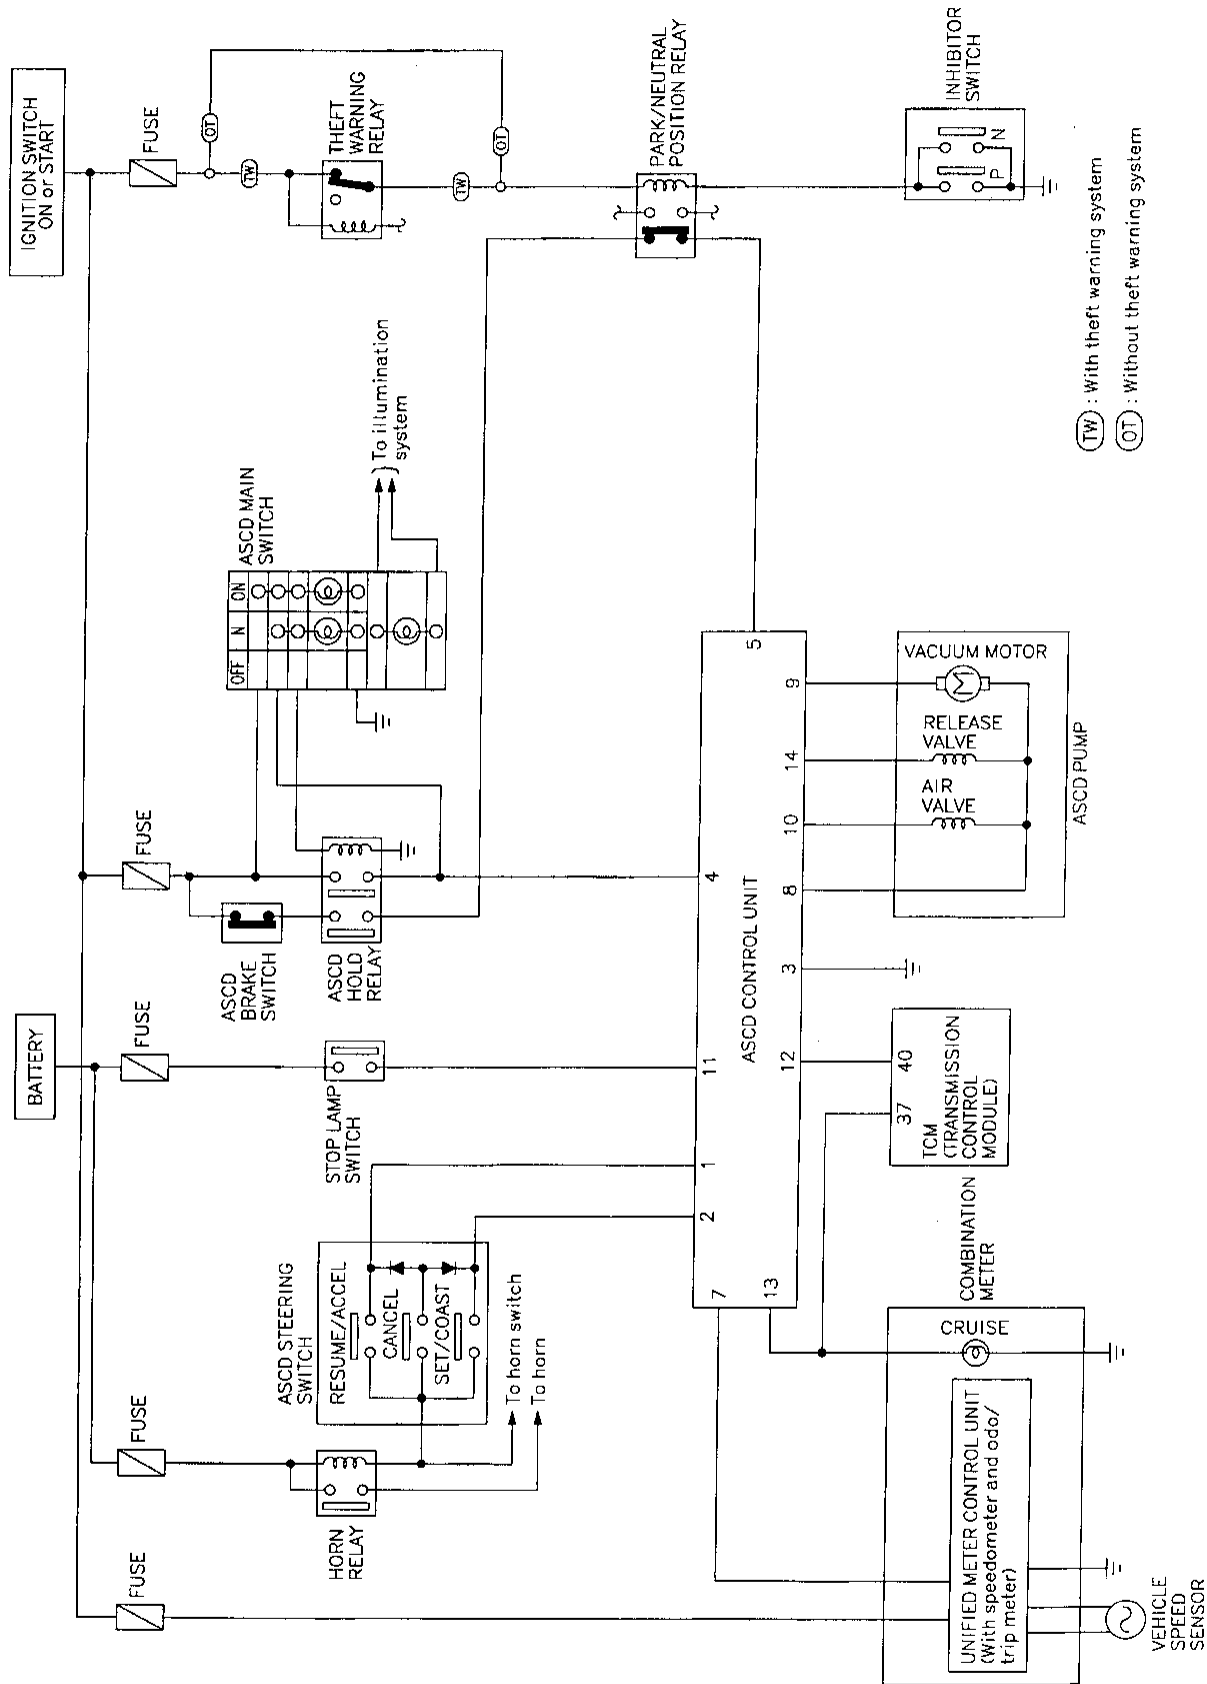 IGNITION SWITCH
ON or START
FUSE
OT
TW
THEFT
WARNING
RELAY
OT
TW
PARK/NEUTRAL
POSITION RELAY
INHIBITOR
SWITCH
N
P
TW : With theft warning system
OT : Without theft warning system
To illumination
system
ASCD MAIN
SWITCH
OFF
N
ON
FUSE
ASCD
BRAKE
SWITCH
ASCD
HOLD
RELAY
BATTERY
FUSE
STOP LAMP
SWITCH
ASCD STEERING
SWITCH
RESUME/ACCEL
CANCEL
SET/COAST
To horn switch
To horn
FUSE
HORN
RELAY
FUSE
ASCD CONTROL UNIT
5
4
11
1
2
7
13
12
3
8
10
14
9
VACUUM MOTOR
M
RELEASE
VALVE
AIR
VALVE
ASCD PUMP
40
37
TCM
(TRANSMISSION
CONTROL
MODULE)
COMBINATION
METER
CRUISE
UNIFIED METER CONTROL UNIT
(With speedometer and odo/
trip meter)
VEHICLE
SPEED
SENSOR